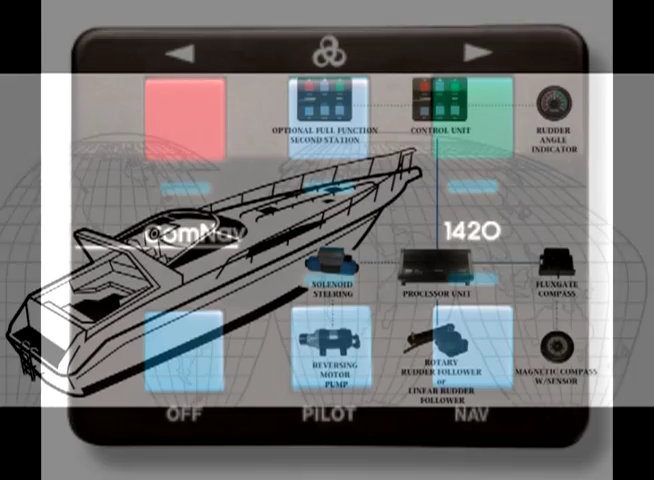 OPTIONAL FULL FUNCTION
SECOND STATION
CONTROL UNIT
RUDDER
ANGLE
INDICATOR
ComNav
1420
SOLENOID
STEERING
PROCESSOR UNIT
FLUXGATE
COMPASS
REVERSING
MOTOR
PUMP
ROTARY
RUDDER FOLLOWER
or
LINEAR RUDDER
FOLLOWER
MAGNETIC COMPASS
W/SENSOR
OFF
PILOT
NAV